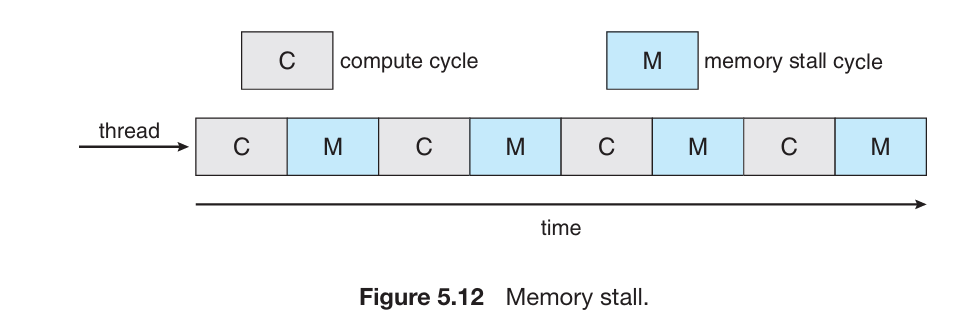 C compute cycle M memory stall cycle
thread
C M C M C M C M
time
Figure 5.12 Memory stall.